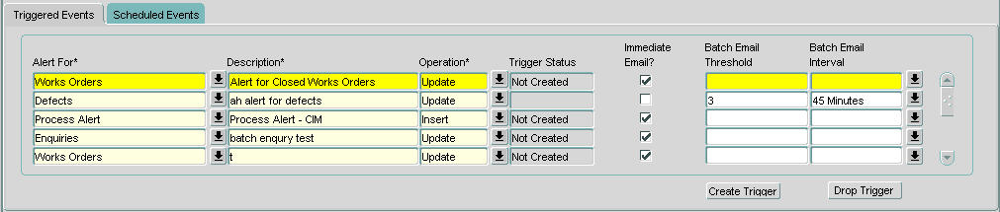 Triggered Events Scheduled Events
Immediate Batch Email Batch Email
Alert For* Description* Operation* Trigger Status Email? Threshold Interval
Works Orders Alert for Closed Works Orders Update Not Created
Defects ah alert for defects Update 3 45 Minutes
Process Alert Process Alert - CIM Insert Not Created
Enquiries batch enqury test Update Not Created
Works Orders t Update Not Created
Create Trigger Drop Trigger